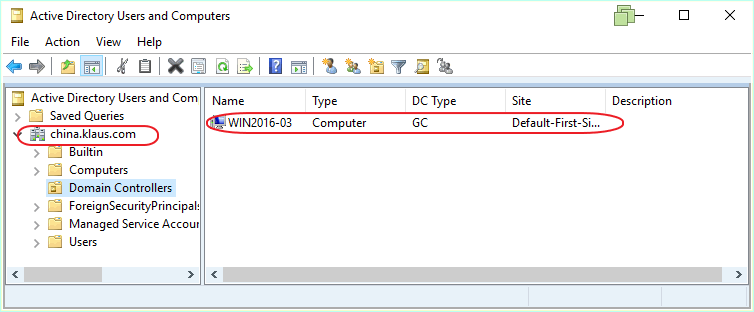 Active Directory Users and Computers
File Action View Help
Active Directory Users and Com
Saved Queries
china.klaus.com
Builtin
Computers
Domain Controllers
ForeignSecurityPrincipals
Managed Service Accou
Users
Name Type DC Type Site Description
WIN2016-03 Computer GC Default-First-Si...